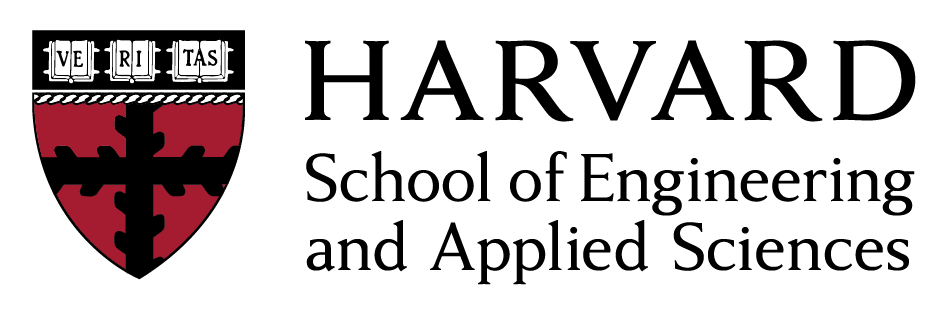 VE RI TAS
HARVARD
School of Engineering
and Applied Sciences